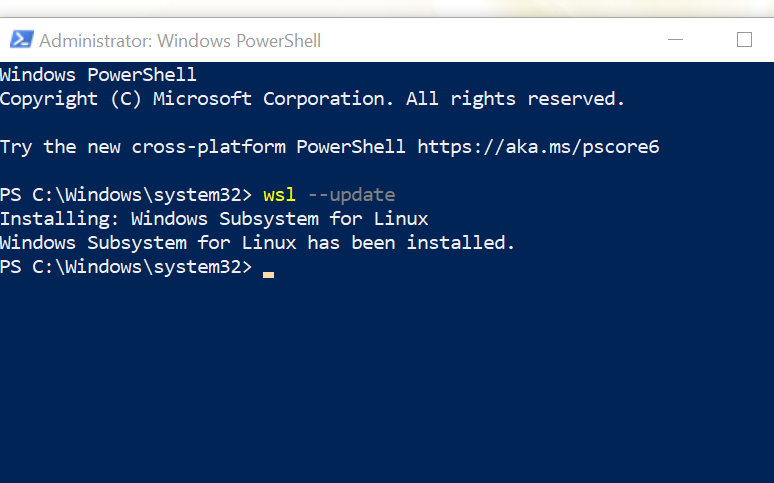 Administrator: Windows PowerShell
Windows PowerShell
Copyright (C) Microsoft Corporation. All rights reserved.
Try the new cross-platform PowerShell https://aka.ms/pscore6
PS C:\Windows\system32> wsl --update
Installing: Windows Subsystem for Linux
Windows Subsystem for Linux has been installed.
PS C:\Windows\system32>